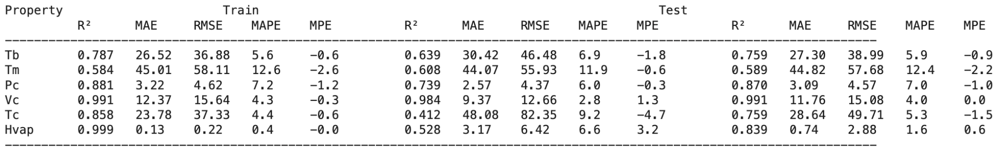 Property Train Test
R² MAE RMSE MAPE MPE R² MAE RMSE MAPE MPE R² MAE RMSE MAPE MPE
Tb 0.787 26.52 36.88 5.6 −0.6 0.639 30.42 46.48 6.9 −1.8 0.759 27.30 38.99 5.9 −0.9
Tm 0.584 45.01 58.11 12.6 −2.6 0.608 44.07 55.93 11.9 −0.6 0.589 44.82 57.68 12.4 −2.2
Pc 0.881 3.22 4.62 7.2 −1.2 0.739 2.57 4.37 6.0 −0.3 0.870 3.09 4.57 7.0 −1.0
Vc 0.991 12.37 15.64 4.3 −0.3 0.984 9.37 12.66 2.8 1.3 0.991 11.76 15.08 4.0 0.0
Tc 0.858 23.78 37.33 4.4 −0.6 0.412 48.08 82.35 9.2 −4.7 0.759 28.64 49.71 5.3 −1.5
Hvap 0.999 0.13 0.22 0.4 −0.0 0.528 3.17 6.42 6.6 3.2 0.839 0.74 2.88 1.6 0.6